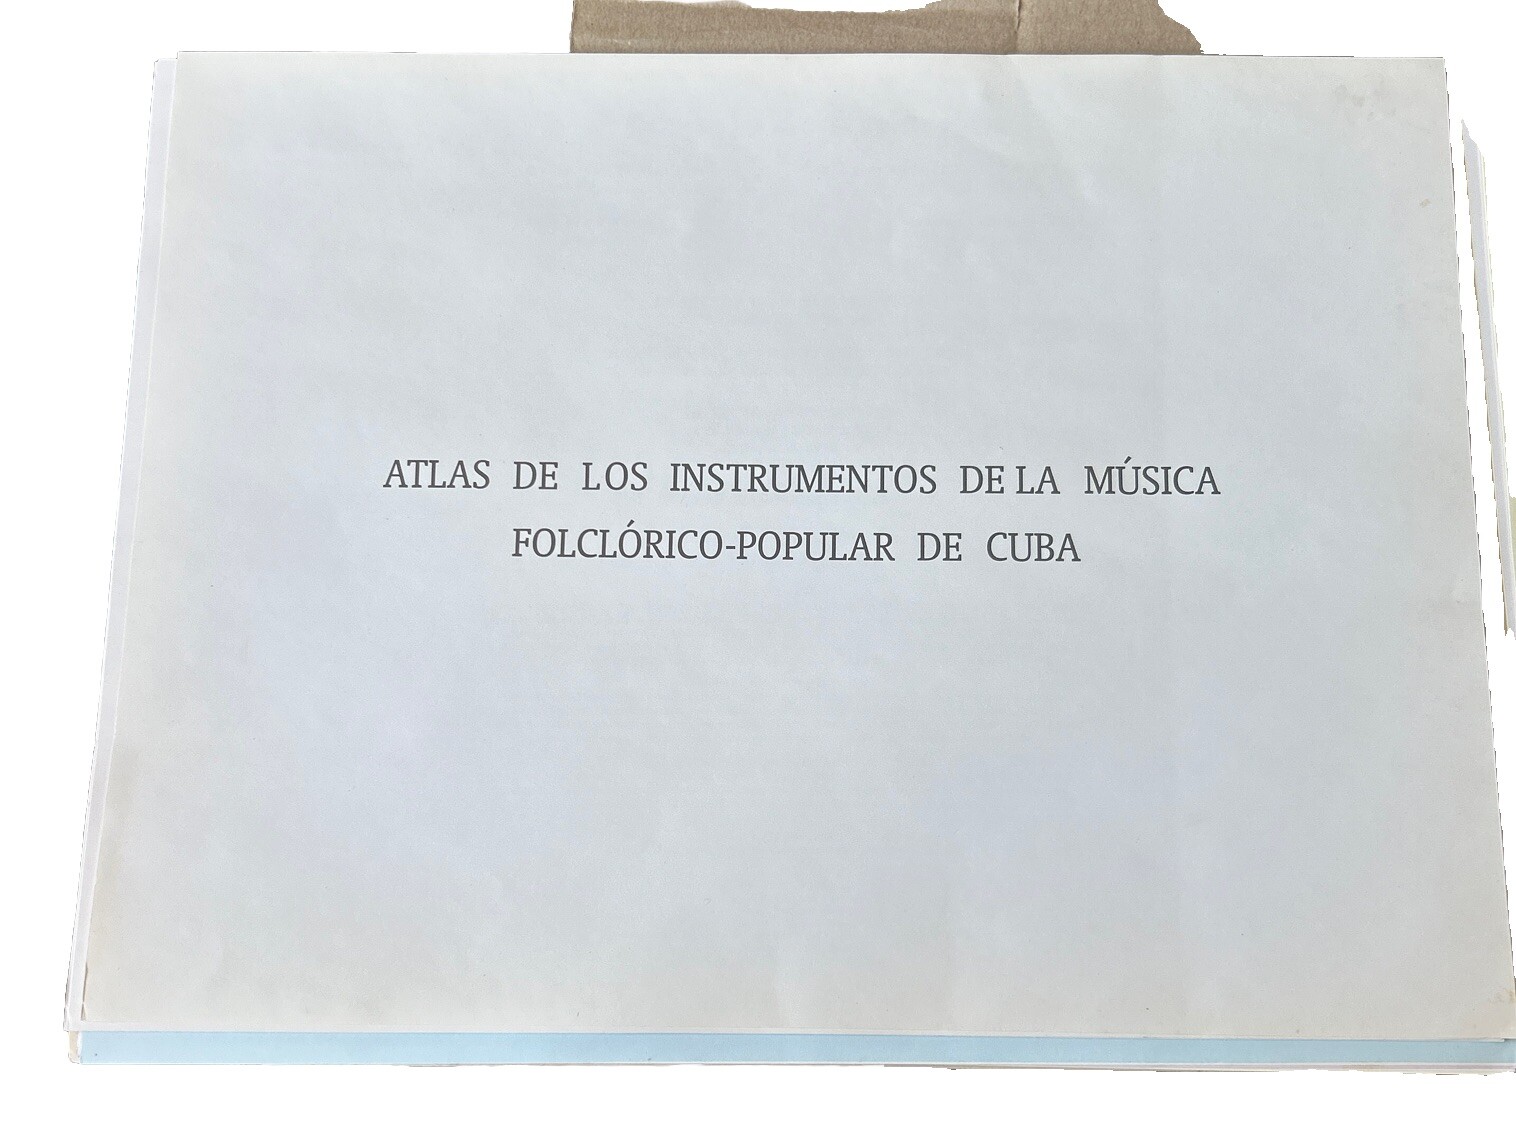 ATLAS DE LOS INSTRUMENTOS DE LA MÚSICA
FOLCLÓRICO-POPULAR DE CUBA